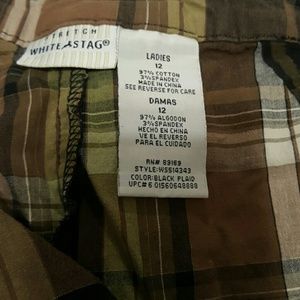 STRETCH
WHITE STAG®
LADIES
12
97% COTTON
3% SPANDEX
MADE IN CHINA
SEE REVERSE FOR CARE
DAMAS
12
97% ALGODON
3% SPANDEX
HECHO EN CHINA
VE EL REVERSO
PARA EL CUIDADO
RN# 89169
STYLE: WSS14343
COLOR: BLACK PLAID
UPC# 6 01560648888